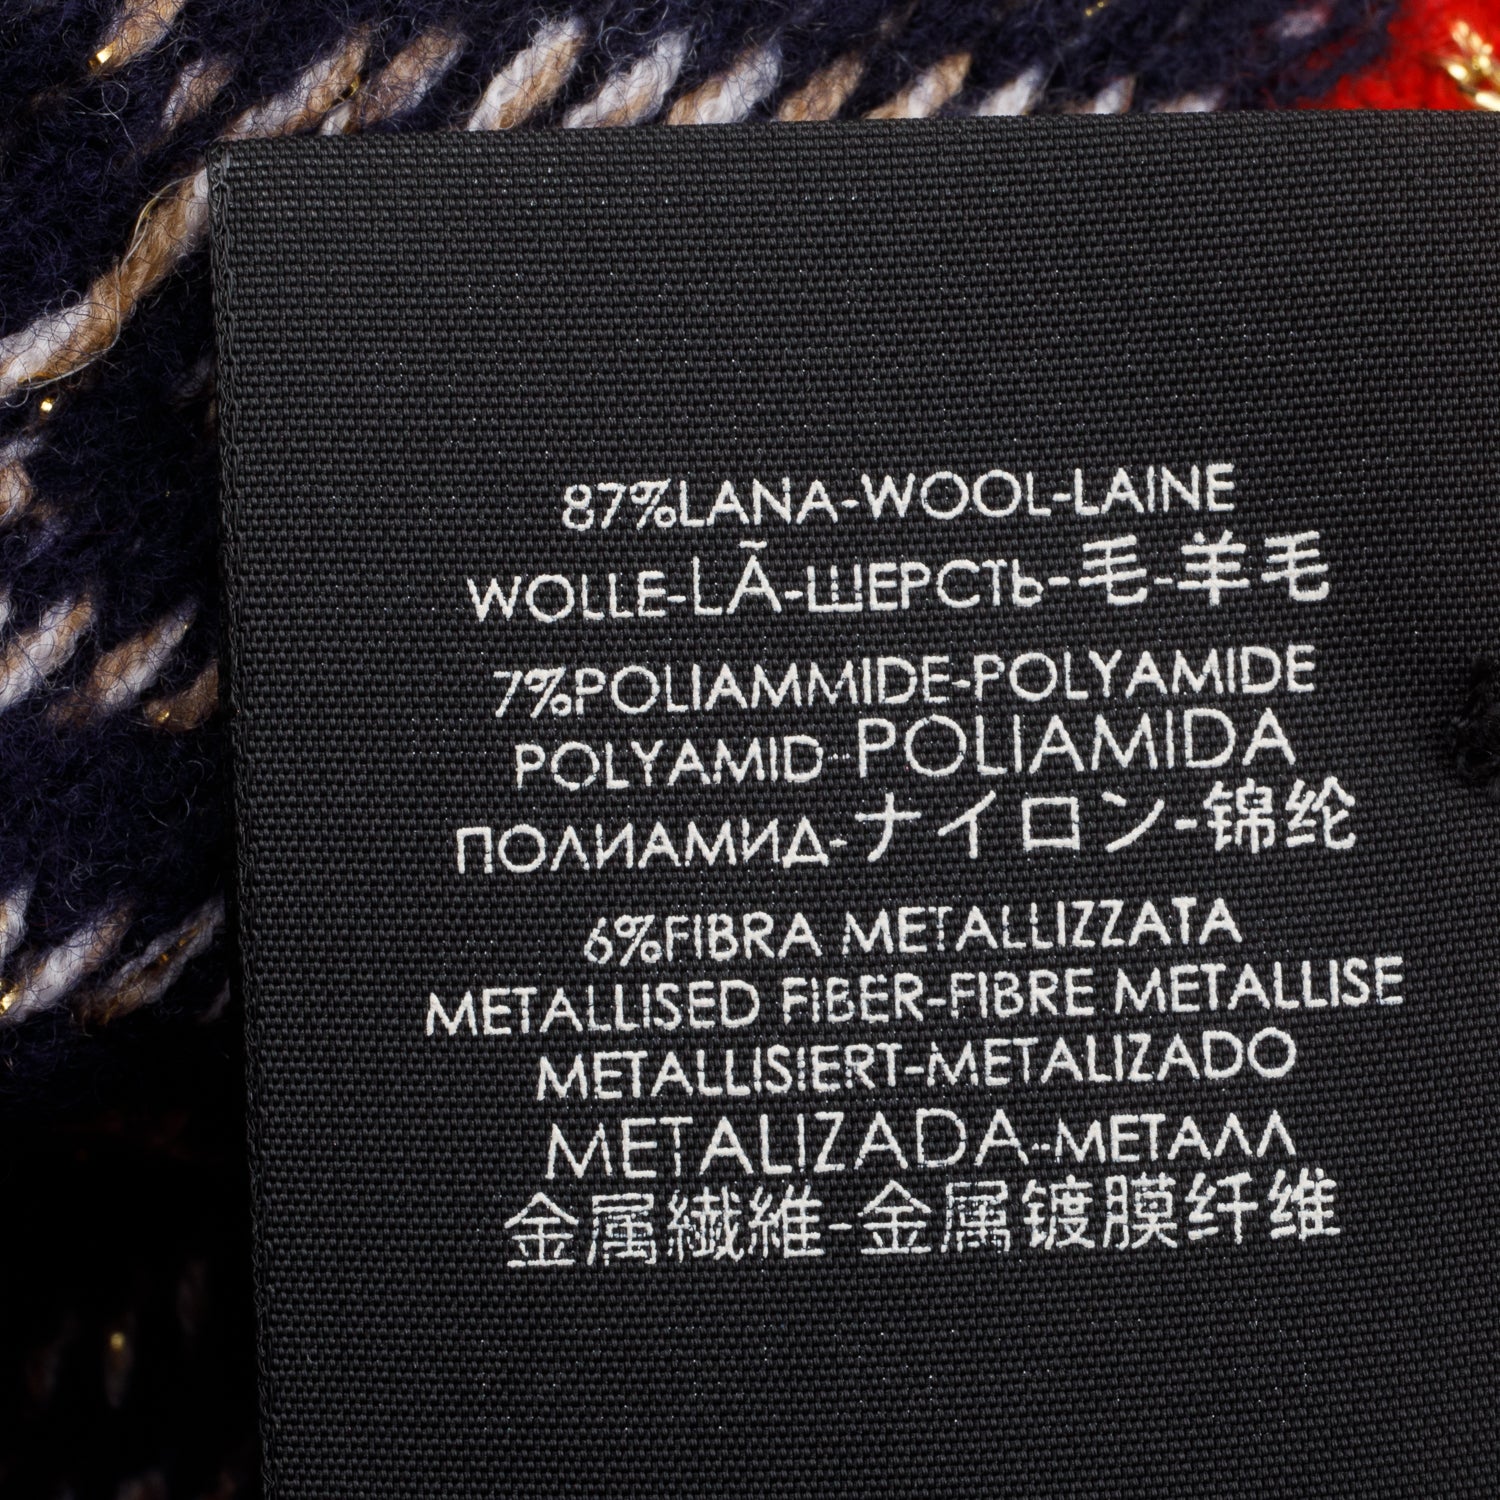 87%LANA-WOOL-LAINE
WOLLE-LÃ-ШЕРСТЬ-毛-羊毛
7%POLIAMMIDE-POLYAMIDE
POLYAMID-POLIAMIDA
ПОЛИАМИД-ナイロン-锦纶
6%FIBRA METALLIZZATA
METALLISED FIBER-FIBRE METALLISE
METALLISIERT-METALIZADO
METALIZADA-МЕТАЛЛ
金属繊維-金属镀膜纤维